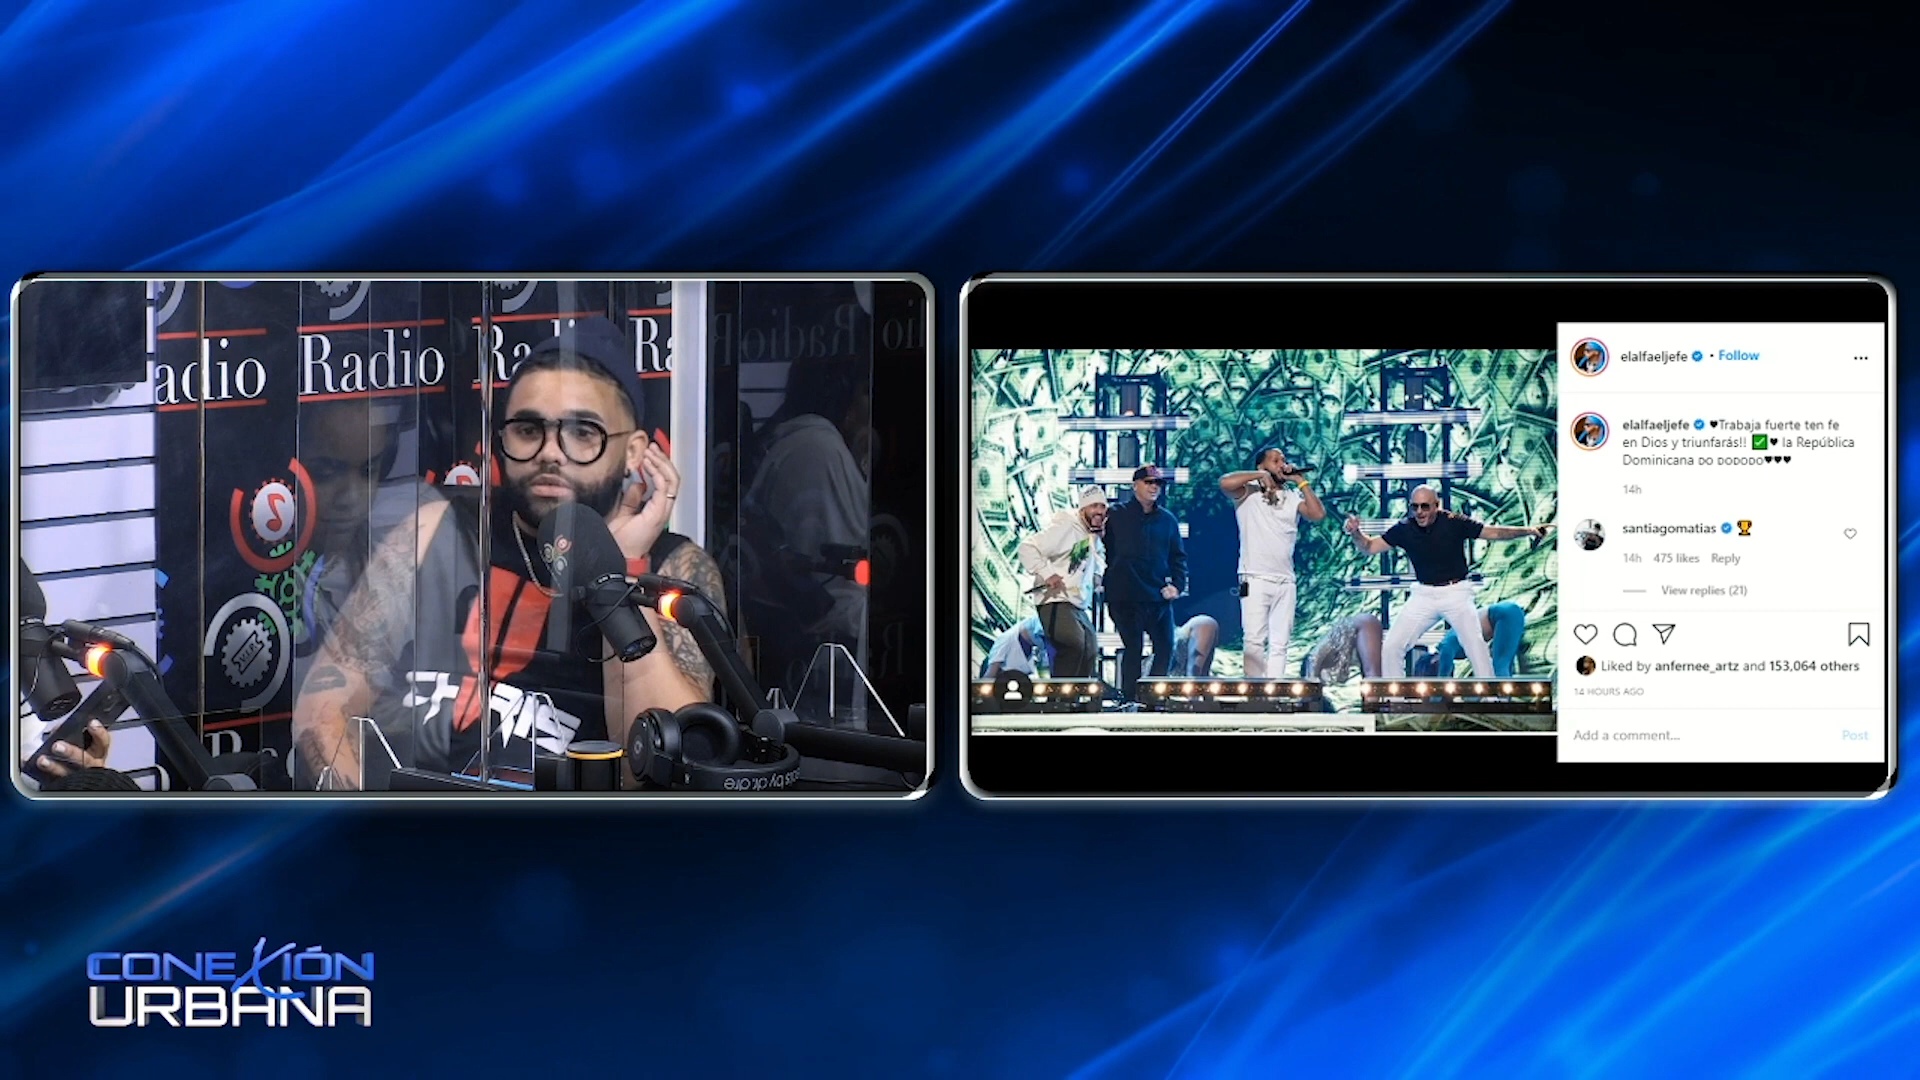 adio
Radio
Ra
Ra
V.I.P.
elalfaeljefe • Follow
elalfaeljefe ♥Trabaja fuerte ten fe
en Dios y triunfarás!! ✅♥ la República
Dominicana po popopo♥♥♥
14h
santiagomatias 🏆
14h 475 likes Reply
View replies (21)
Liked by anfernee_artz and 153,064 others
14 HOURS AGO
Add a comment...
Post
CONEXIÓN
URBANA